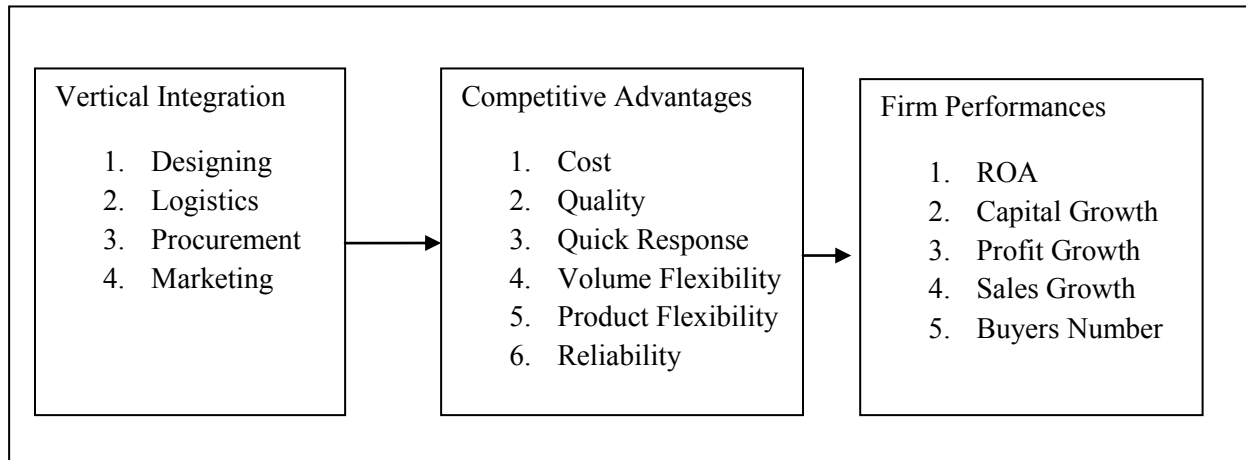 Vertical Integration
1. Designing
2. Logistics
3. Procurement
4. Marketing
Competitive Advantages
1. Cost
2. Quality
3. Quick Response
4. Volume Flexibility
5. Product Flexibility
6. Reliability
Firm Performances
1. ROA
2. Capital Growth
3. Profit Growth
4. Sales Growth
5. Buyers Number